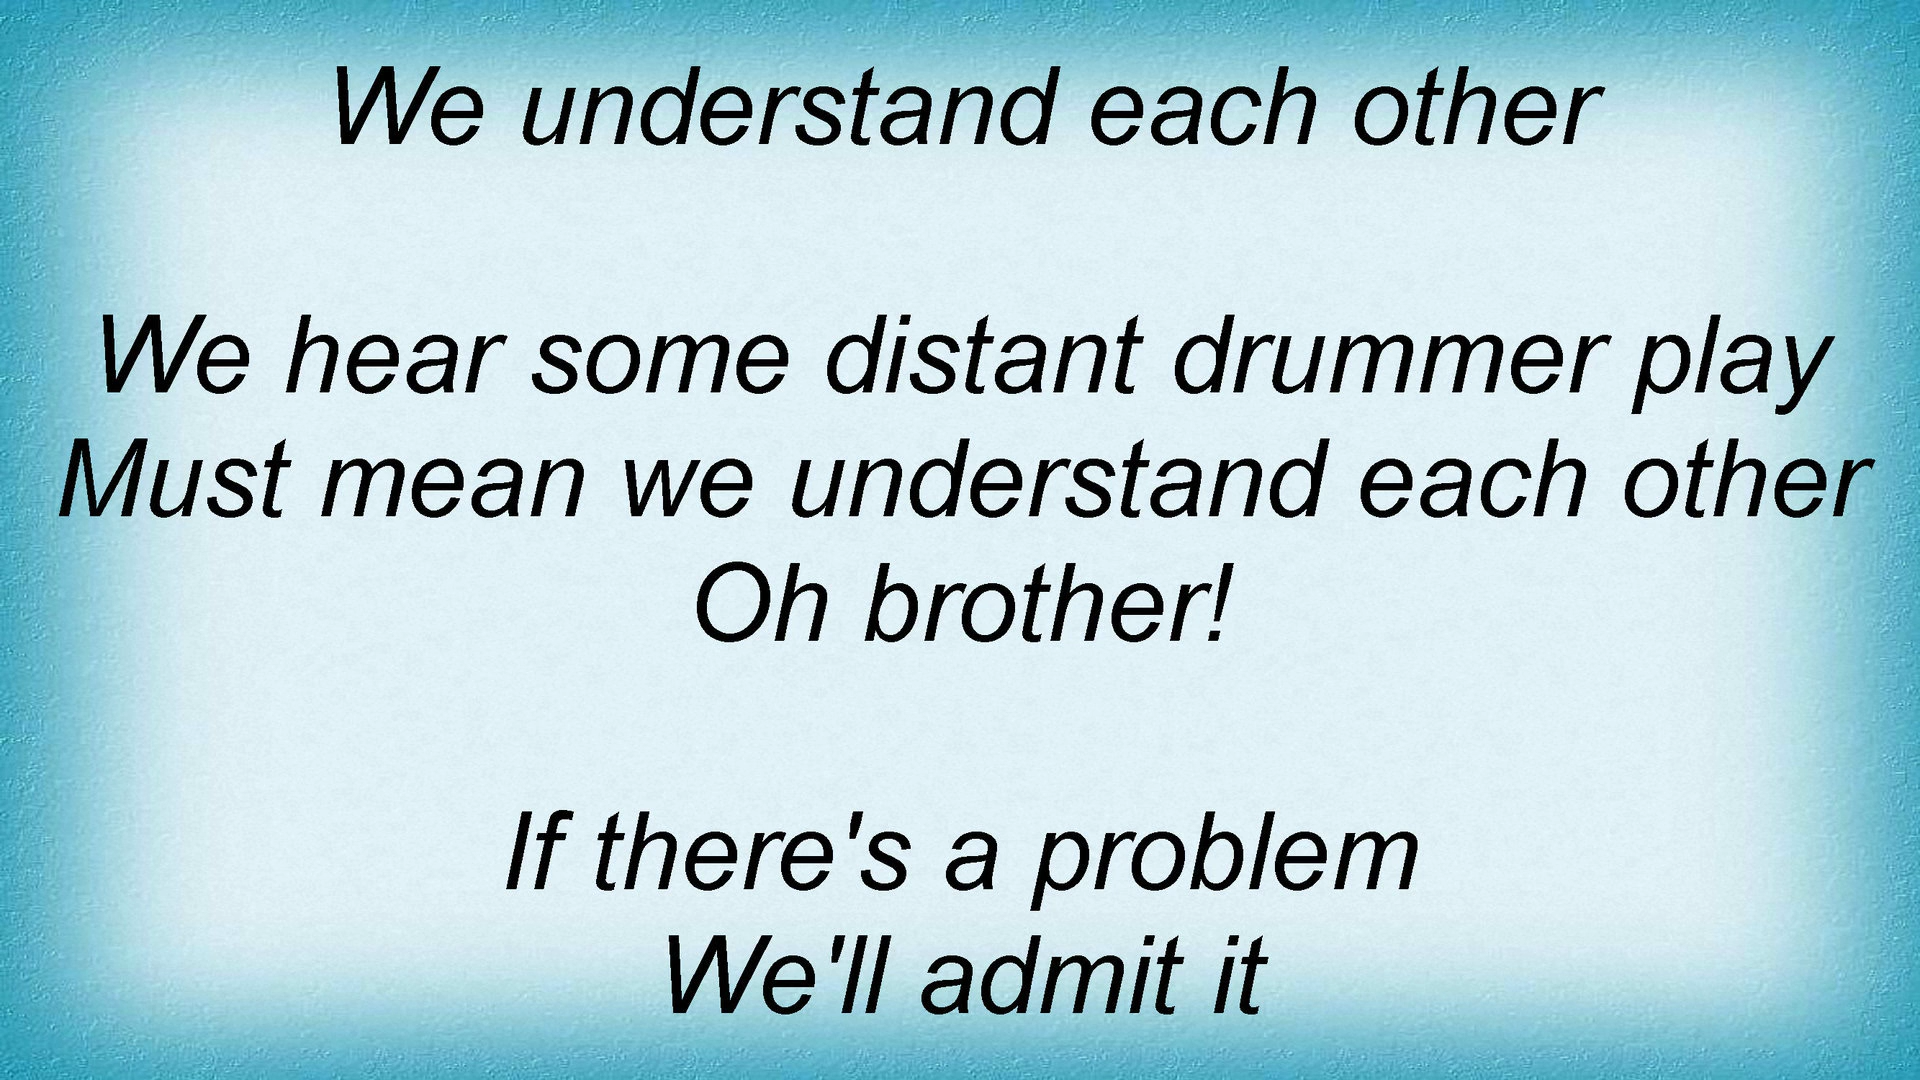 We understand each other
We hear some distant drummer play
Must mean we understand each other
Oh brother!
If there's a problem
We'll admit it